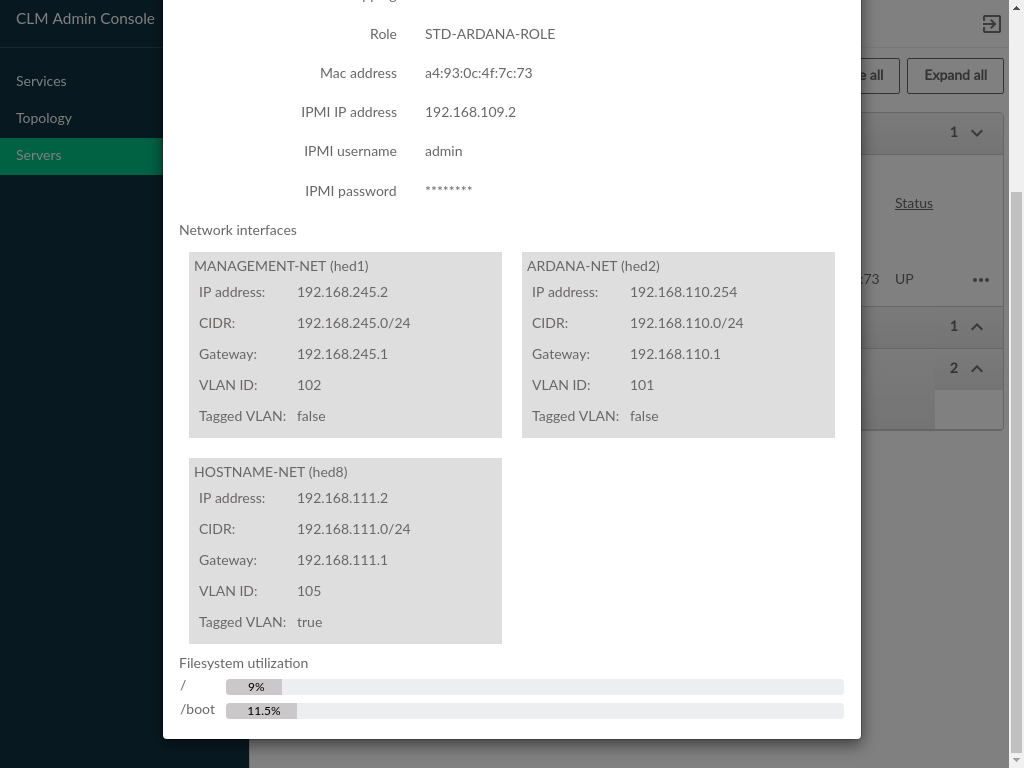 CLM Admin Console
Services
Topology
Servers
Role STD-ARDANA-ROLE
Mac address a4:93:0c:4f:7c:73
IPMI IP address 192.168.109.2
IPMI username admin
IPMI password ********
Network interfaces
MANAGEMENT-NET (hed1)
IP address: 192.168.245.2
CIDR: 192.168.245.0/24
Gateway: 192.168.245.1
VLAN ID: 102
Tagged VLAN: false
ARDANA-NET (hed2)
IP address: 192.168.110.254
CIDR: 192.168.110.0/24
Gateway: 192.168.110.1
VLAN ID: 101
Tagged VLAN: false
HOSTNAME-NET (hed8)
IP address: 192.168.111.2
CIDR: 192.168.111.0/24
Gateway: 192.168.111.1
VLAN ID: 105
Tagged VLAN: true
Filesystem utilization
/ 9%
/boot 11.5%
all
Expand all
1
Status
:73 UP
1
2